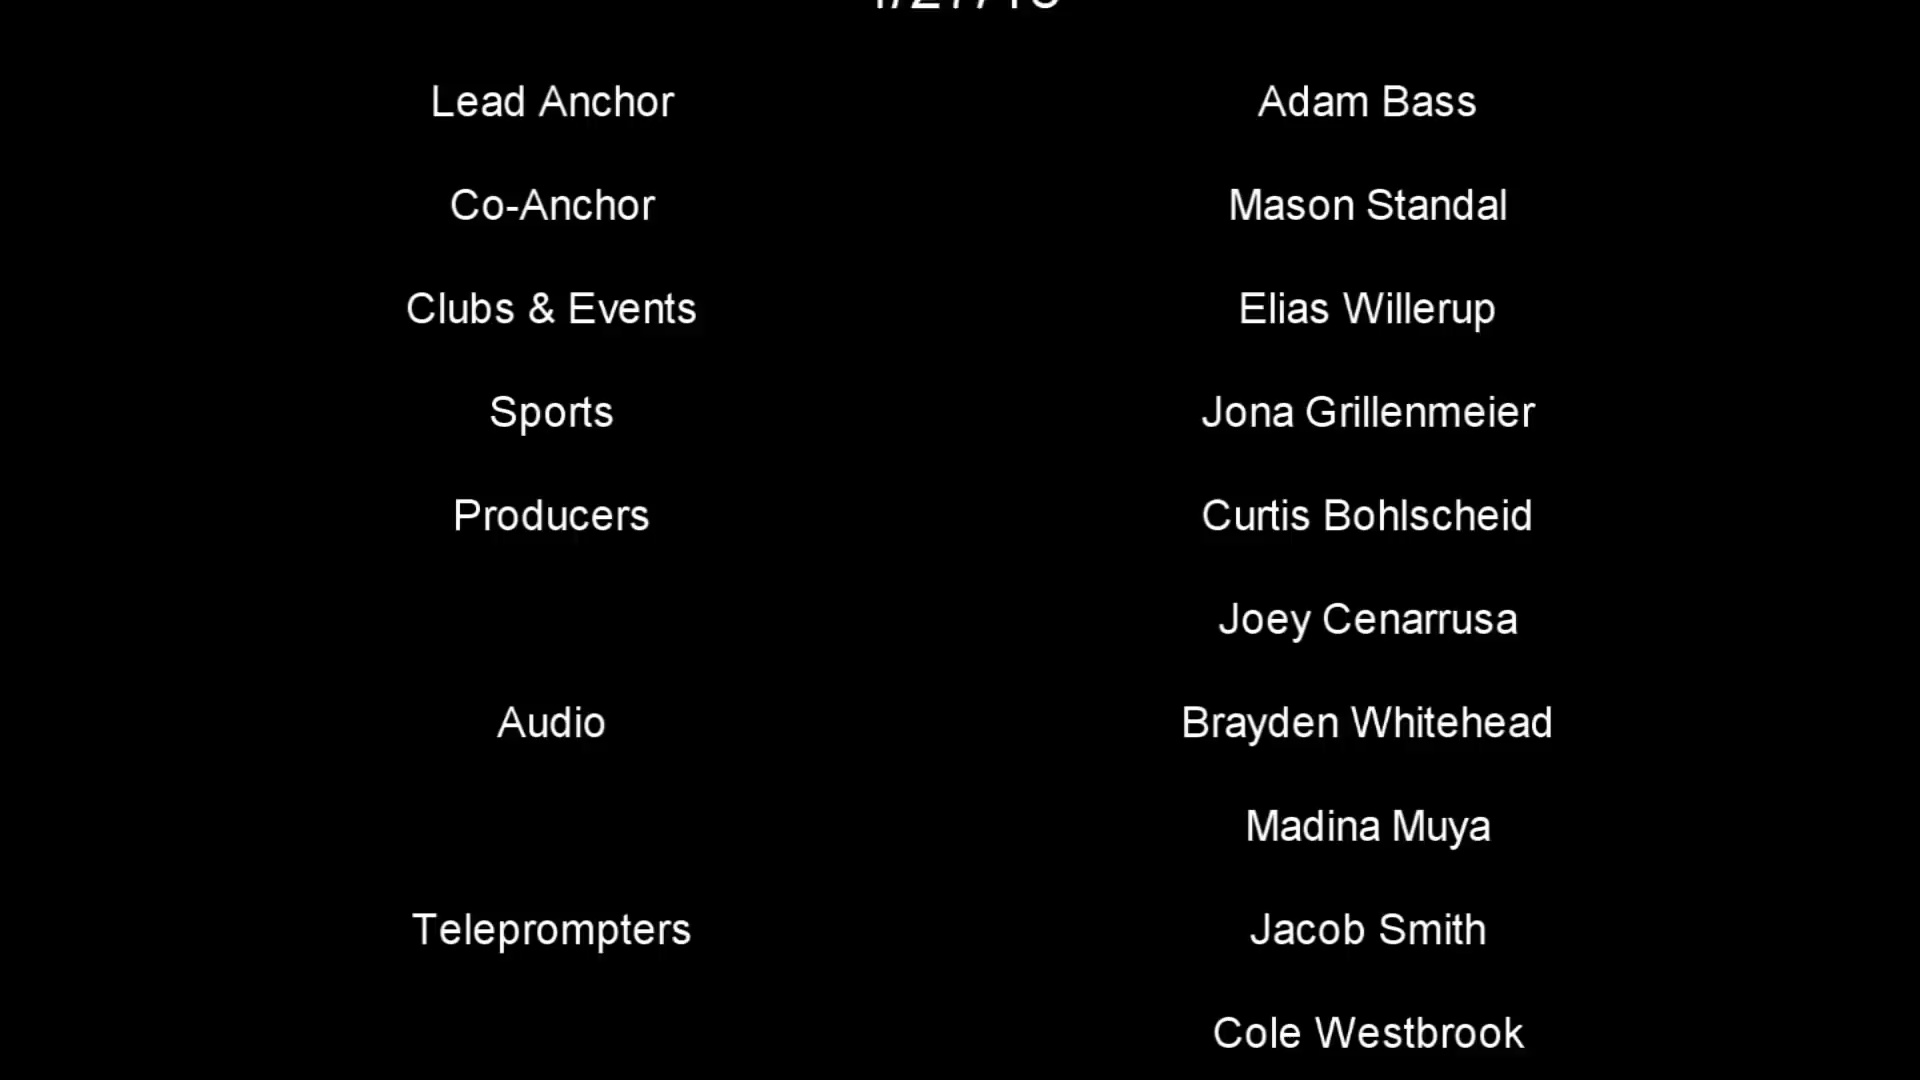 Lead Anchor Adam Bass
Co-Anchor Mason Standal
Clubs & Events Elias Willerup
Sports Jona Grillenmeier
Producers Curtis Bohlscheid
Joey Cenarrusa
Audio Brayden Whitehead
Madina Muya
Teleprompters Jacob Smith
Cole Westbrook